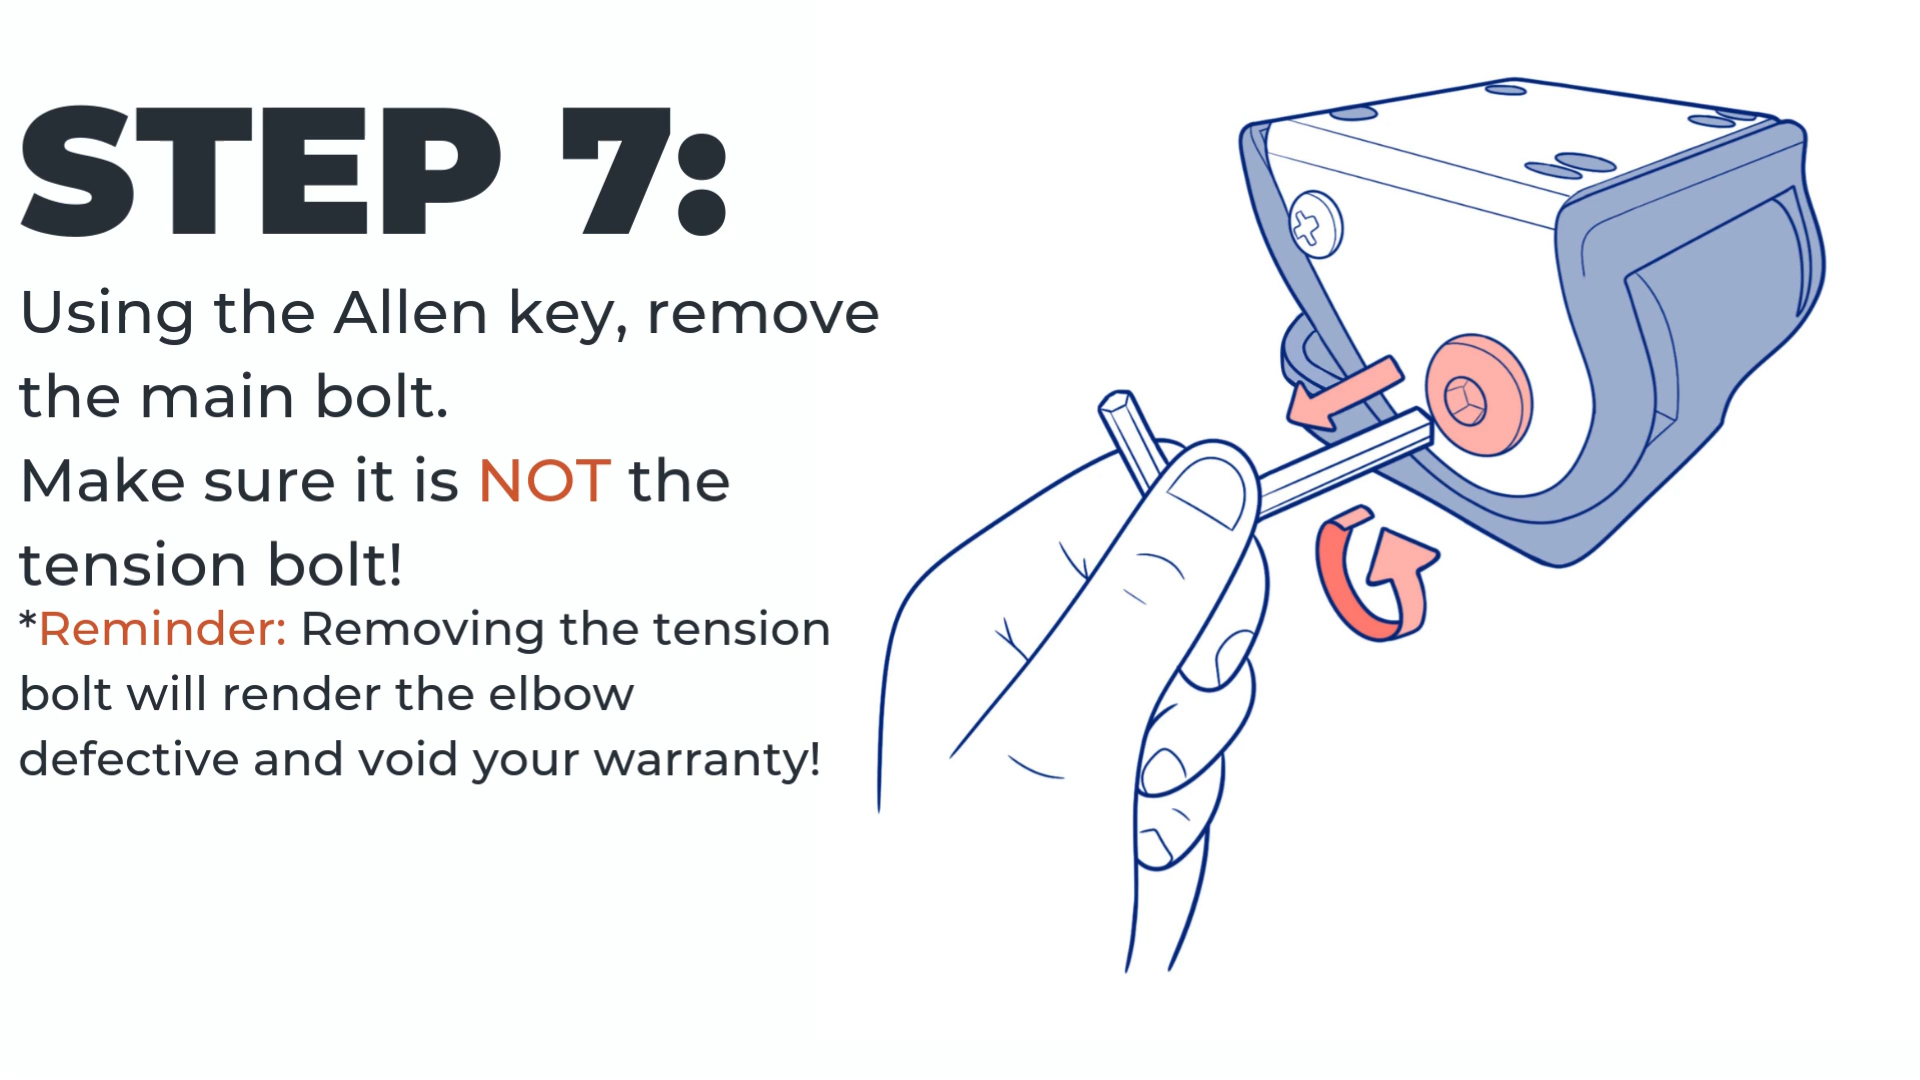 STEP 7:
Using the Allen key, remove
the main bolt.
Make sure it is NOT the
tension bolt!
*Reminder: Removing the tension
bolt will render the elbow
defective and void your warranty!